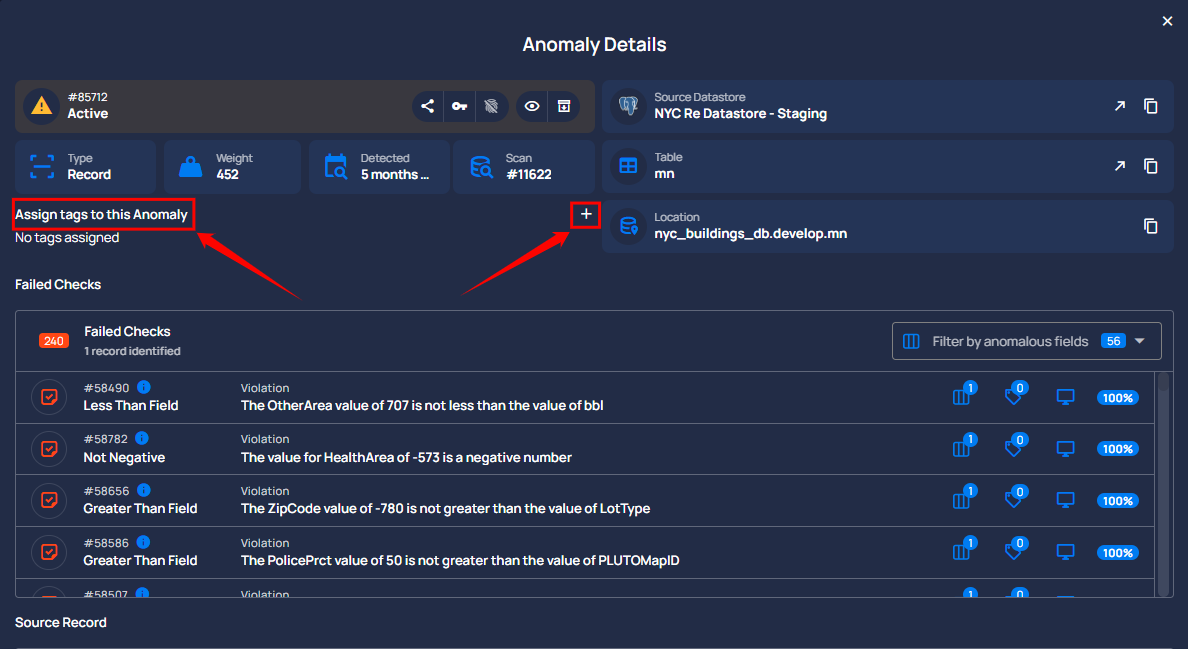 Anomaly Details
#85712
Active
Source Datastore
NYC Re Datastore - Staging
Type
Record
Weight
452
Detected
5 months ...
Scan
#11622
Table
mn
Assign tags to this Anomaly
+
No tags assigned
Location
nyc_buildings_db.develop.mn
Failed Checks
240
Failed Checks
1 record identified
Filter by anomalous fields 56
#58490
Less Than Field
Violation
The OtherArea value of 707 is not less than the value of bbl
1
0
100%
#58782
Not Negative
Violation
The value for HealthArea of -573 is a negative number
1
0
100%
#58656
Greater Than Field
Violation
The ZipCode value of -780 is not greater than the value of LotType
1
0
100%
#58586
Greater Than Field
Violation
The PolicePrct value of 50 is not greater than the value of PLUTOMapID
1
0
100%
#58507
Violation
1
0
Source Record